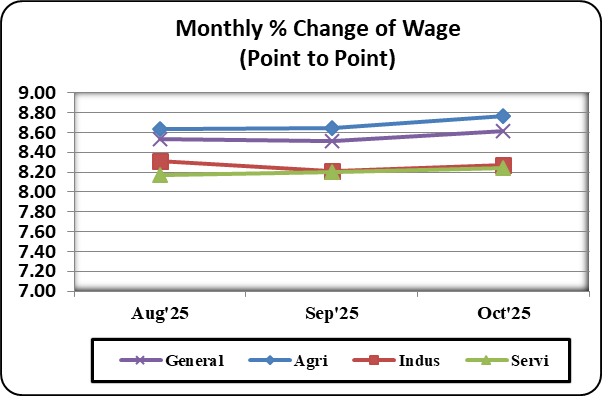 Monthly % Change of Wage
(Point to Point)
9.00
8.80
8.60
8.40
8.20
8.00
7.80
7.60
7.40
7.20
7.00
Aug'25 Sep'25 Oct'25
General Agri Indus Servi